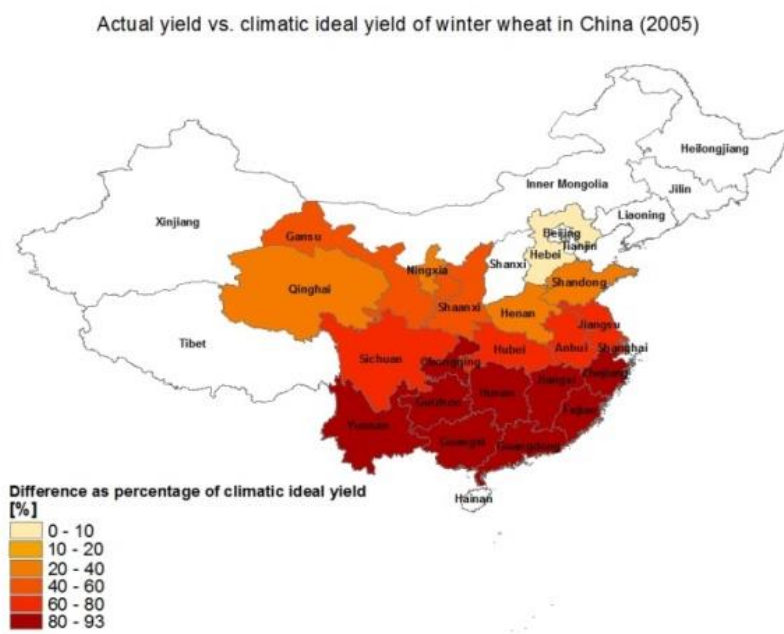 Actual yield vs. climatic ideal yield of winter wheat in China (2005)
Heilongjiang
Jilin
Inner Mongolia
Liaoning
Xinjiang
Beijing
Tianjin
Gansu
Hebei
Shanxi
Ningxia
Shandong
Qinghai
Shaanxi
Henan
Jiangsu
Tibet
Hubei
Anhui
Shanghai
Sichuan
Chongqing
Zhejiang
Hunan
Jiangxi
Guizhou
Fujian
Yunnan
Guangxi
Guangdong
Hainan
Difference as percentage of climatic ideal yield
[%]
0 - 10
10 - 20
20 - 40
40 - 60
60 - 80
80 - 93